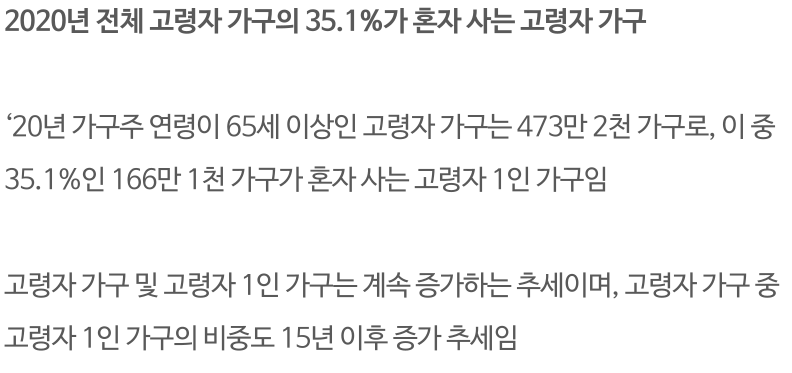 2020년 전체 고령자 가구의 35.1%가 혼자 사는 고령자 가구
‘20년 가구주 연령이 65세 이상인 고령자 가구는 473만 2천 가구로, 이 중
35.1%인 166만 1천 가구가 혼자 사는 고령자 1인 가구임
고령자 가구 및 고령자 1인 가구는 계속 증가하는 추세이며, 고령자 가구 중
고령자 1인 가구의 비중도 15년 이후 증가 추세임